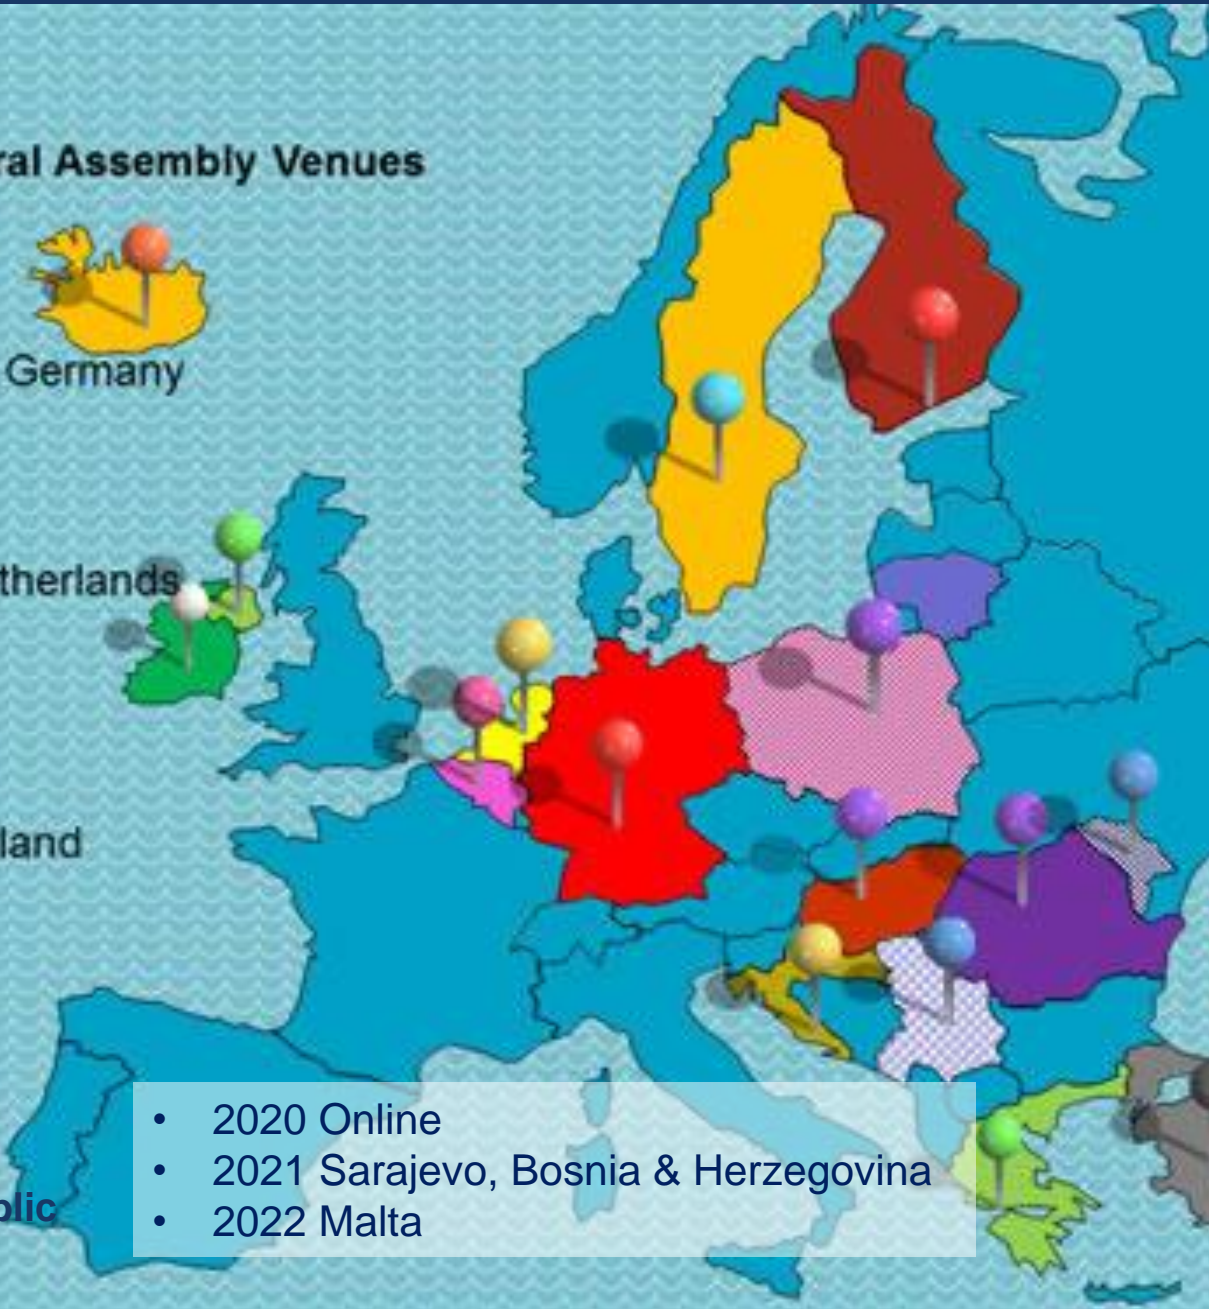 ral Assembly Venues
Germany
therlands
land
• 2020 Online
• 2021 Sarajevo, Bosnia & Herzegovina
blic
• 2022 Malta